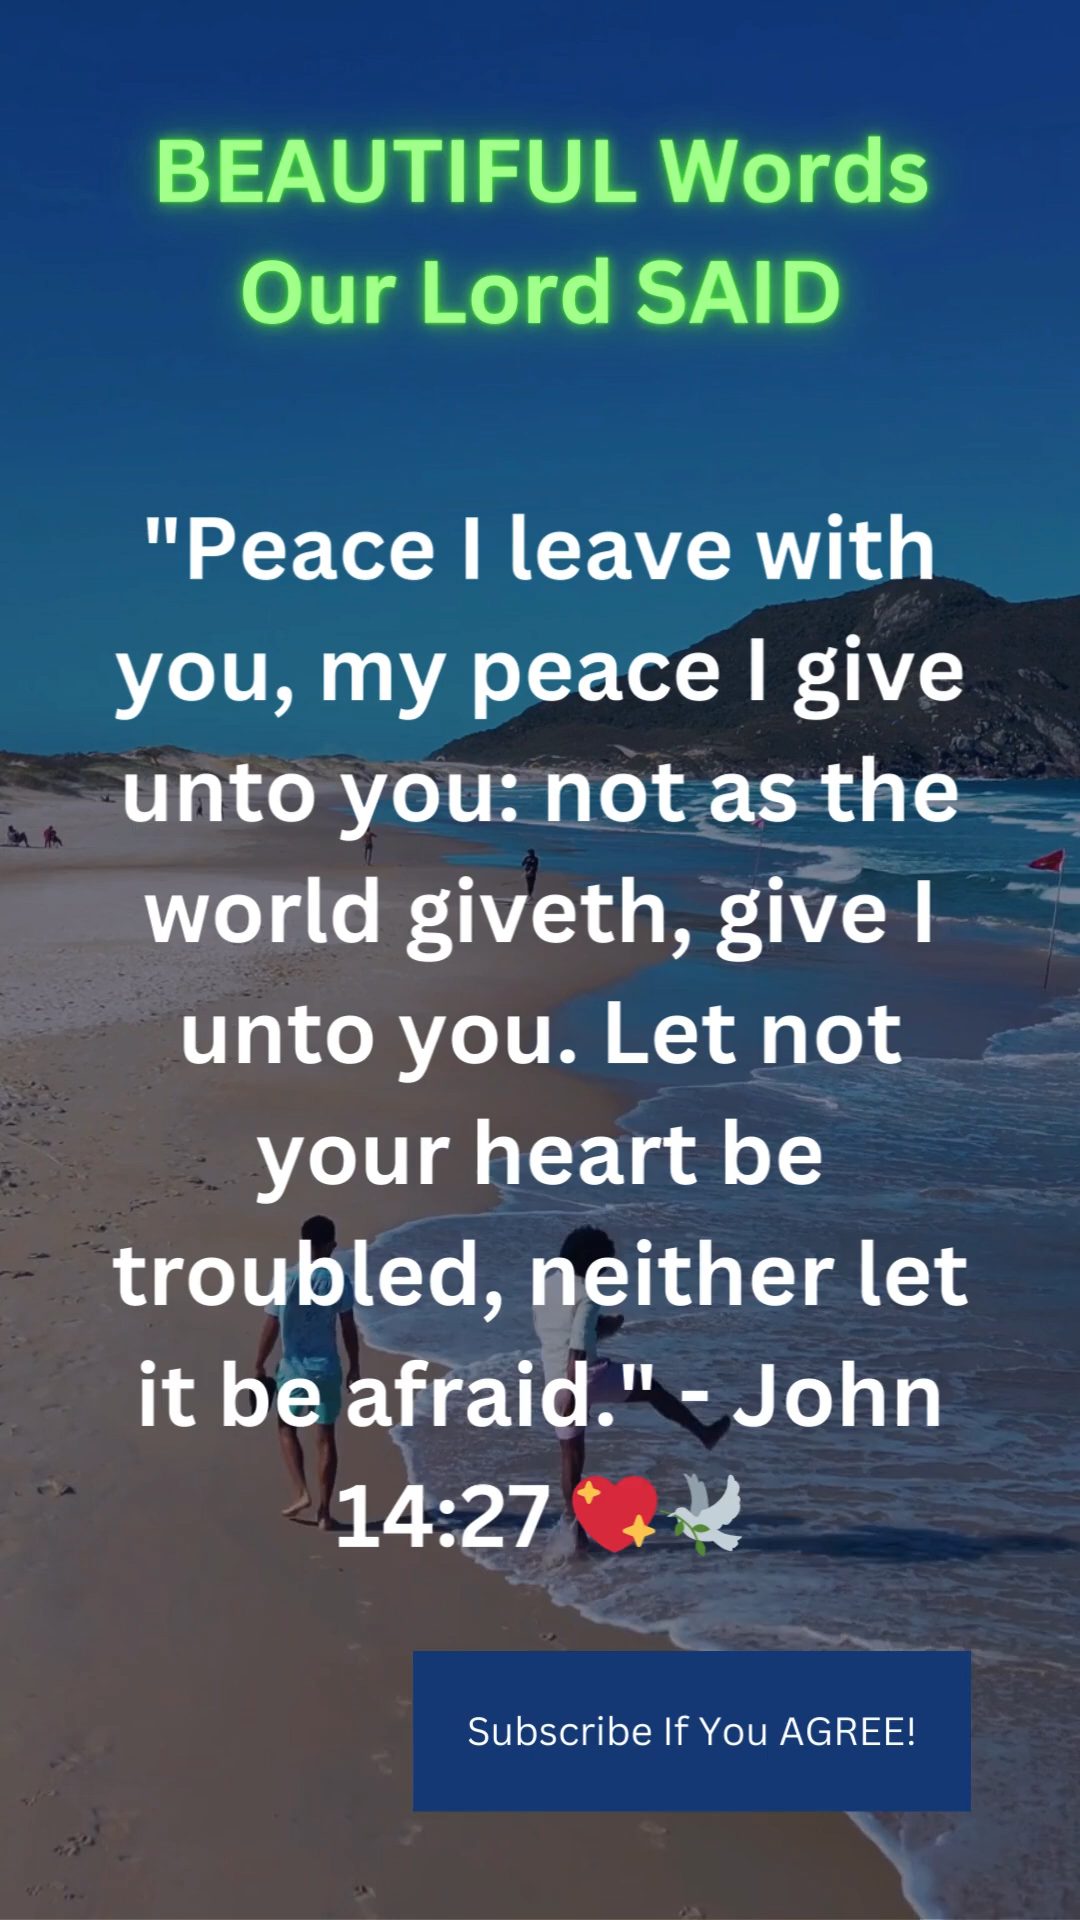 BEAUTIFUL Words
Our Lord SAID
"Peace I leave with
you, my peace I give
unto you: not as the
world giveth, give I
unto you. Let not
your heart be
troubled, neither let
it be afraid." - John
14:27 💖🕊️
Subscribe If You AGREE!